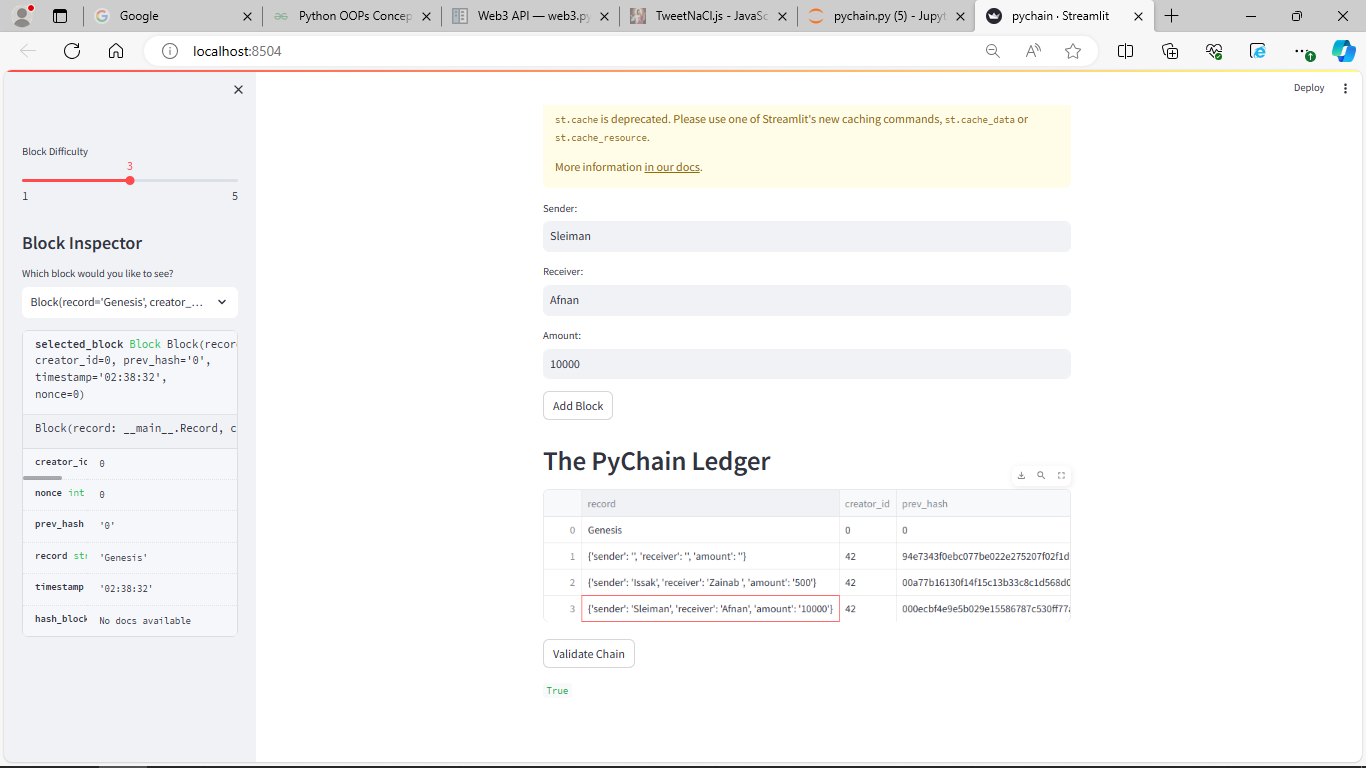 Google
Python OOPs Concep
Web3 API — web3.py
TweetNaCl.js - JavaSc
pychain.py (5) - Jupyt
pychain · Streamlit
localhost:8504
Deploy
Block Difficulty
3
1
5
Block Inspector
Which block would you like to see?
Block(record='Genesis', creator_...
selected_block Block Block(recor
creator_id=0, prev_hash='0',
timestamp='02:38:32',
nonce=0)
Block(record: __main__.Record, c
creator_id 0
nonce int 0
prev_hash '0'
record str 'Genesis'
timestamp '02:38:32'
hash_block No docs available
st.cache is deprecated. Please use one of Streamlit's new caching commands, st.cache_data or
st.cache_resource.
More information in our docs.
Sender:
Sleiman
Receiver:
Afnan
Amount:
10000
Add Block
The PyChain Ledger
record creator_id prev_hash
0 Genesis 0 0
1 {'sender': '', 'receiver': '', 'amount': ''} 42 94e7343f0ebc077be022e275207f02f1d
2 {'sender': 'Issak', 'receiver': 'Zainab ', 'amount': '500'} 42 00a77b16130f14f15c13b33c8c1d568d0
3 {'sender': 'Sleiman', 'receiver': 'Afnan', 'amount': '10000'} 42 000ecbf4e9e5b029e15586787c530ff77a
Validate Chain
True